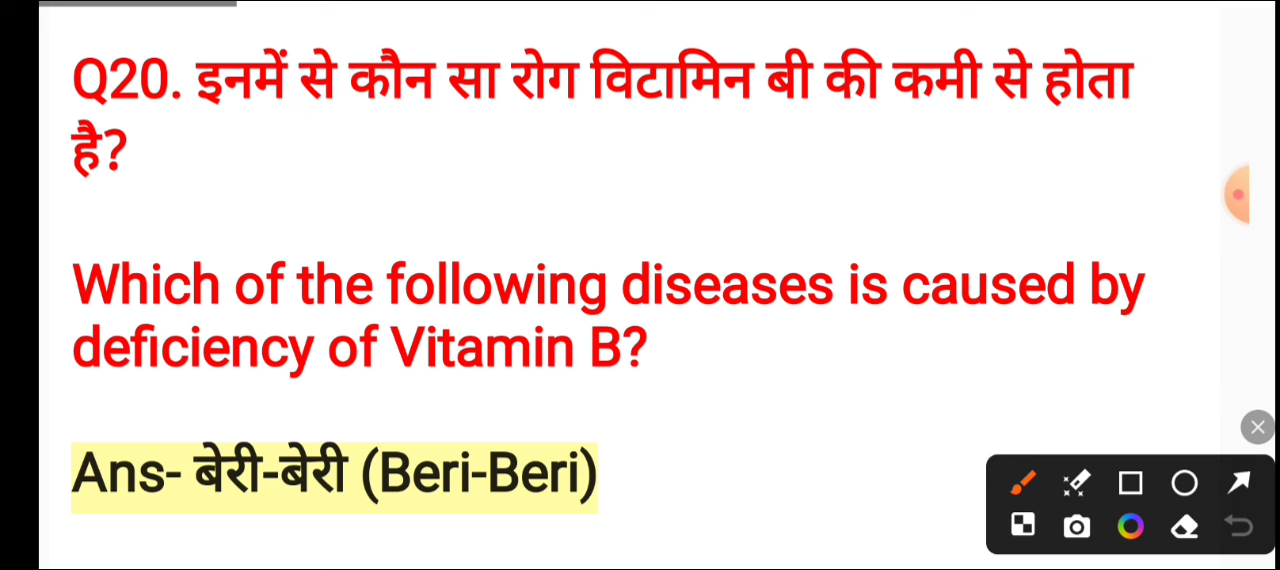 Q20. इनमें से कौन सा रोग विटामिन बी की कमी से होता
है?
Which of the following diseases is caused by
deficiency of Vitamin B?
Ans- बेरी-बेरी (Beri-Beri)